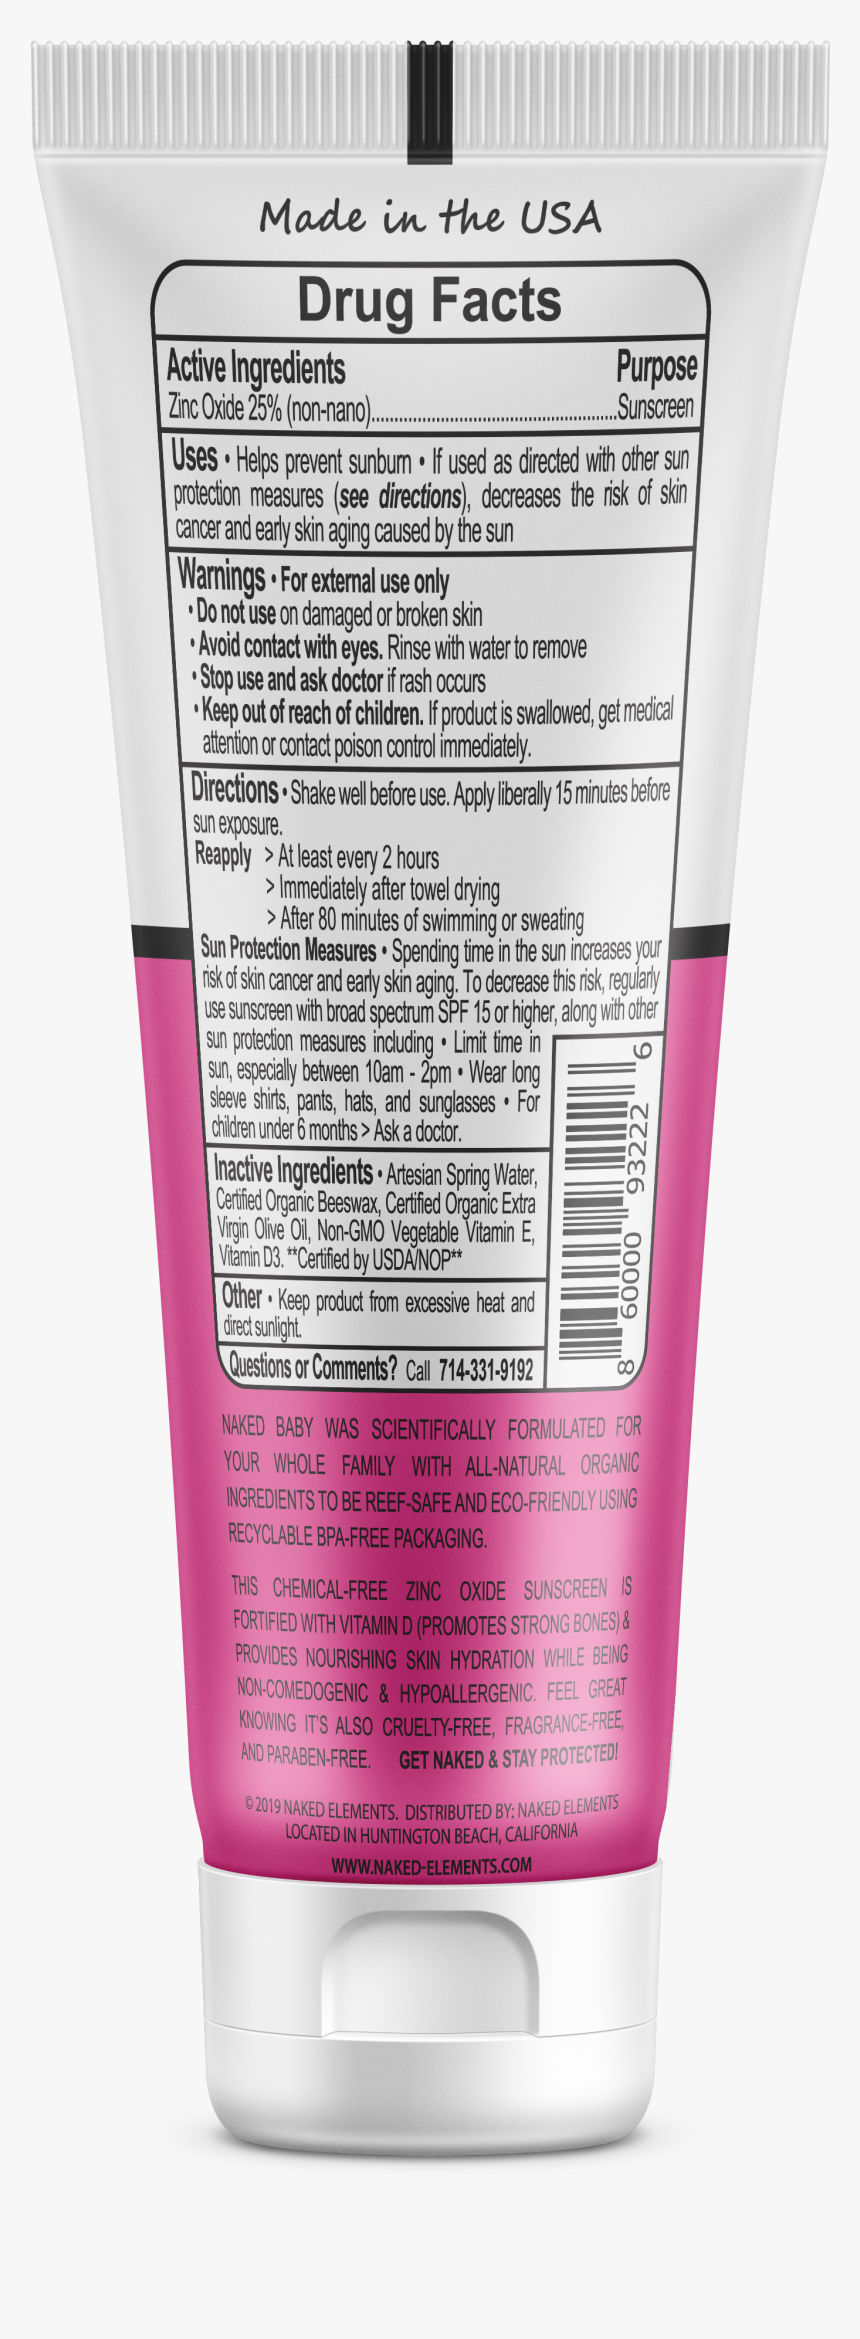 Made in the USA
Drug Facts
Active Ingredients Purpose
Zinc Oxide 25% (non-nano)......................................................Sunscreen
Uses • Helps prevent sunburn • If used as directed with other sun
protection measures (see directions), decreases the risk of skin
cancer and early skin aging caused by the sun
Warnings • For external use only
• Do not use on damaged or broken skin
• Avoid contact with eyes. Rinse with water to remove
• Stop use and ask doctor if rash occurs
• Keep out of reach of children. If product is swallowed, get medical
attention or contact poison control immediately.
Directions • Shake well before use. Apply liberally 15 minutes before
sun exposure.
Reapply > At least every 2 hours
> Immediately after towel drying
> After 80 minutes of swimming or sweating
Sun Protection Measures • Spending time in the sun increases your
risk of skin cancer and early skin aging. To decrease this risk, regularly
use sunscreen with broad spectrum SPF 15 or higher, along with other
sun protection measures including • Limit time in
sun, especially between 10am - 2pm • Wear long
sleeve shirts, pants, hats, and sunglasses • For
children under 6 months > Ask a doctor.
Inactive Ingredients • Artesian Spring Water,
Certified Organic Beeswax, Certified Organic Extra
Virgin Olive Oil, Non-GMO Vegetable Vitamin E,
Vitamin D3. **Certified by USDA/NOP**
Other • Keep product from excessive heat and
direct sunlight.
Questions or Comments? Call 714-331-9192
8 60000 93222 6
NAKED BABY WAS SCIENTIFICALLY FORMULATED FOR
YOUR WHOLE FAMILY WITH ALL-NATURAL ORGANIC
INGREDIENTS TO BE REEF-SAFE AND ECO-FRIENDLY USING
RECYCLABLE BPA-FREE PACKAGING.
THIS CHEMICAL-FREE ZINC OXIDE SUNSCREEN IS
FORTIFIED WITH VITAMIN D (PROMOTES STRONG BONES) &
PROVIDES NOURISHING SKIN HYDRATION WHILE BEING
NON-COMEDOGENIC & HYPOALLERGENIC. FEEL GREAT
KNOWING IT'S ALSO CRUELTY-FREE, FRAGRANCE-FREE,
AND PARABEN-FREE. GET NAKED & STAY PROTECTED!
© 2019 NAKED ELEMENTS. DISTRIBUTED BY: NAKED ELEMENTS
LOCATED IN HUNTINGTON BEACH, CALIFORNIA
WWW.NAKED-ELEMENTS.COM